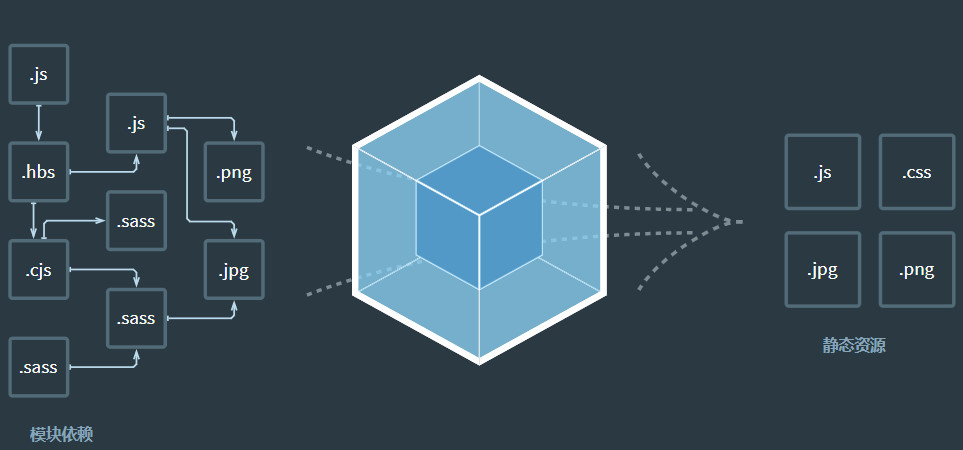 .js
.js
.hbs
.png
.sass
.cjs
.jpg
.sass
.sass
模块依赖
.js
.css
.jpg
.png
静态资源